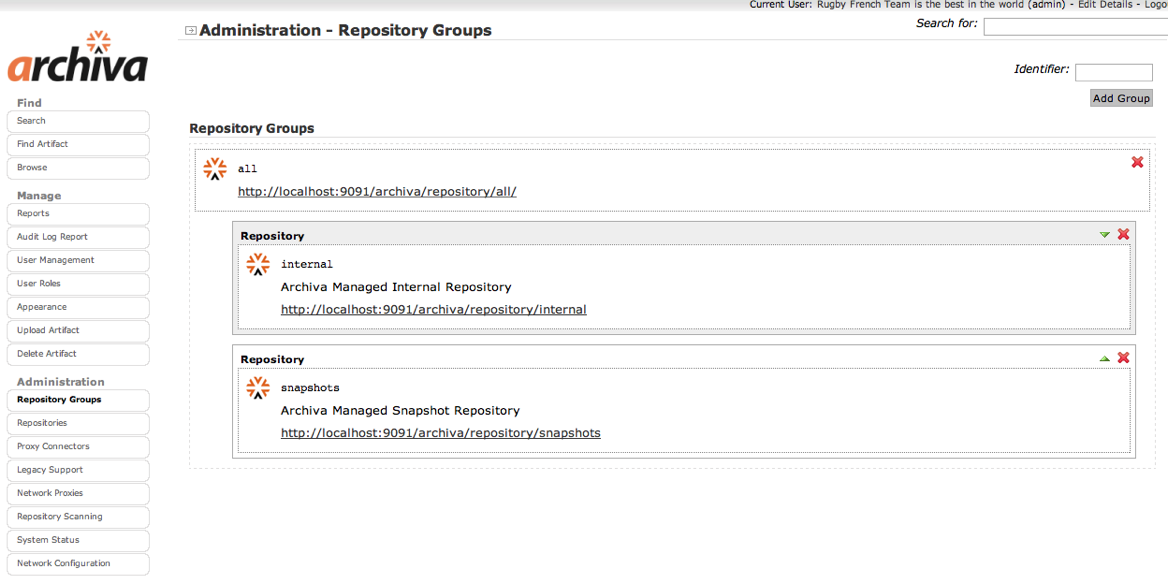 Current User: Rugby French Team is the best in the world (admin) - Edit Details - Logo
Administration - Repository Groups
Search for:
archiva
Identifier:
Add Group
Find
Search
Find Artifact
Browse
Manage
Reports
Audit Log Report
User Management
User Roles
Appearance
Upload Artifact
Delete Artifact
Administration
Repository Groups
Repositories
Proxy Connectors
Legacy Support
Network Proxies
Repository Scanning
System Status
Network Configuration
Repository Groups
all
http://localhost:9091/archiva/repository/all/
Repository
internal
Archiva Managed Internal Repository
http://localhost:9091/archiva/repository/internal
Repository
snapshots
Archiva Managed Snapshot Repository
http://localhost:9091/archiva/repository/snapshots